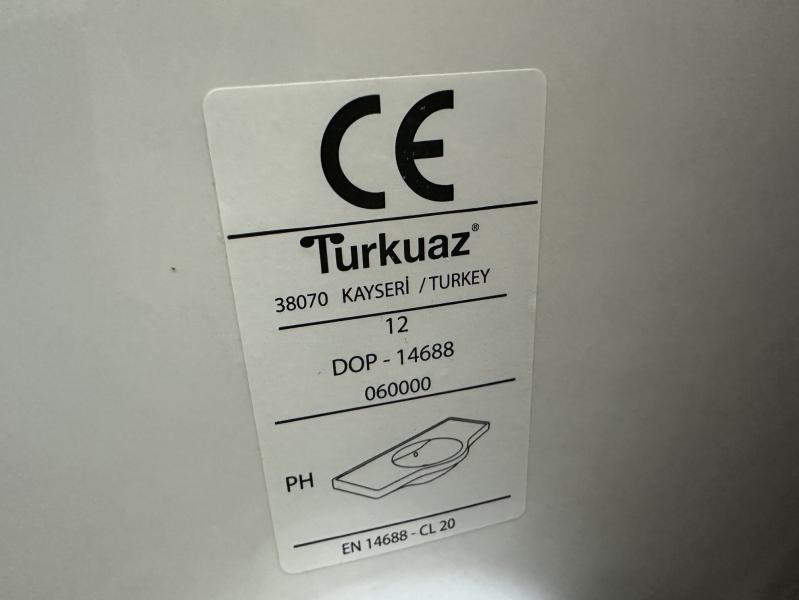 CE
Turkuaz®
38070 KAYSERİ / TURKEY
12
DOP - 14688
060000
PH
EN 14688 - CL 20